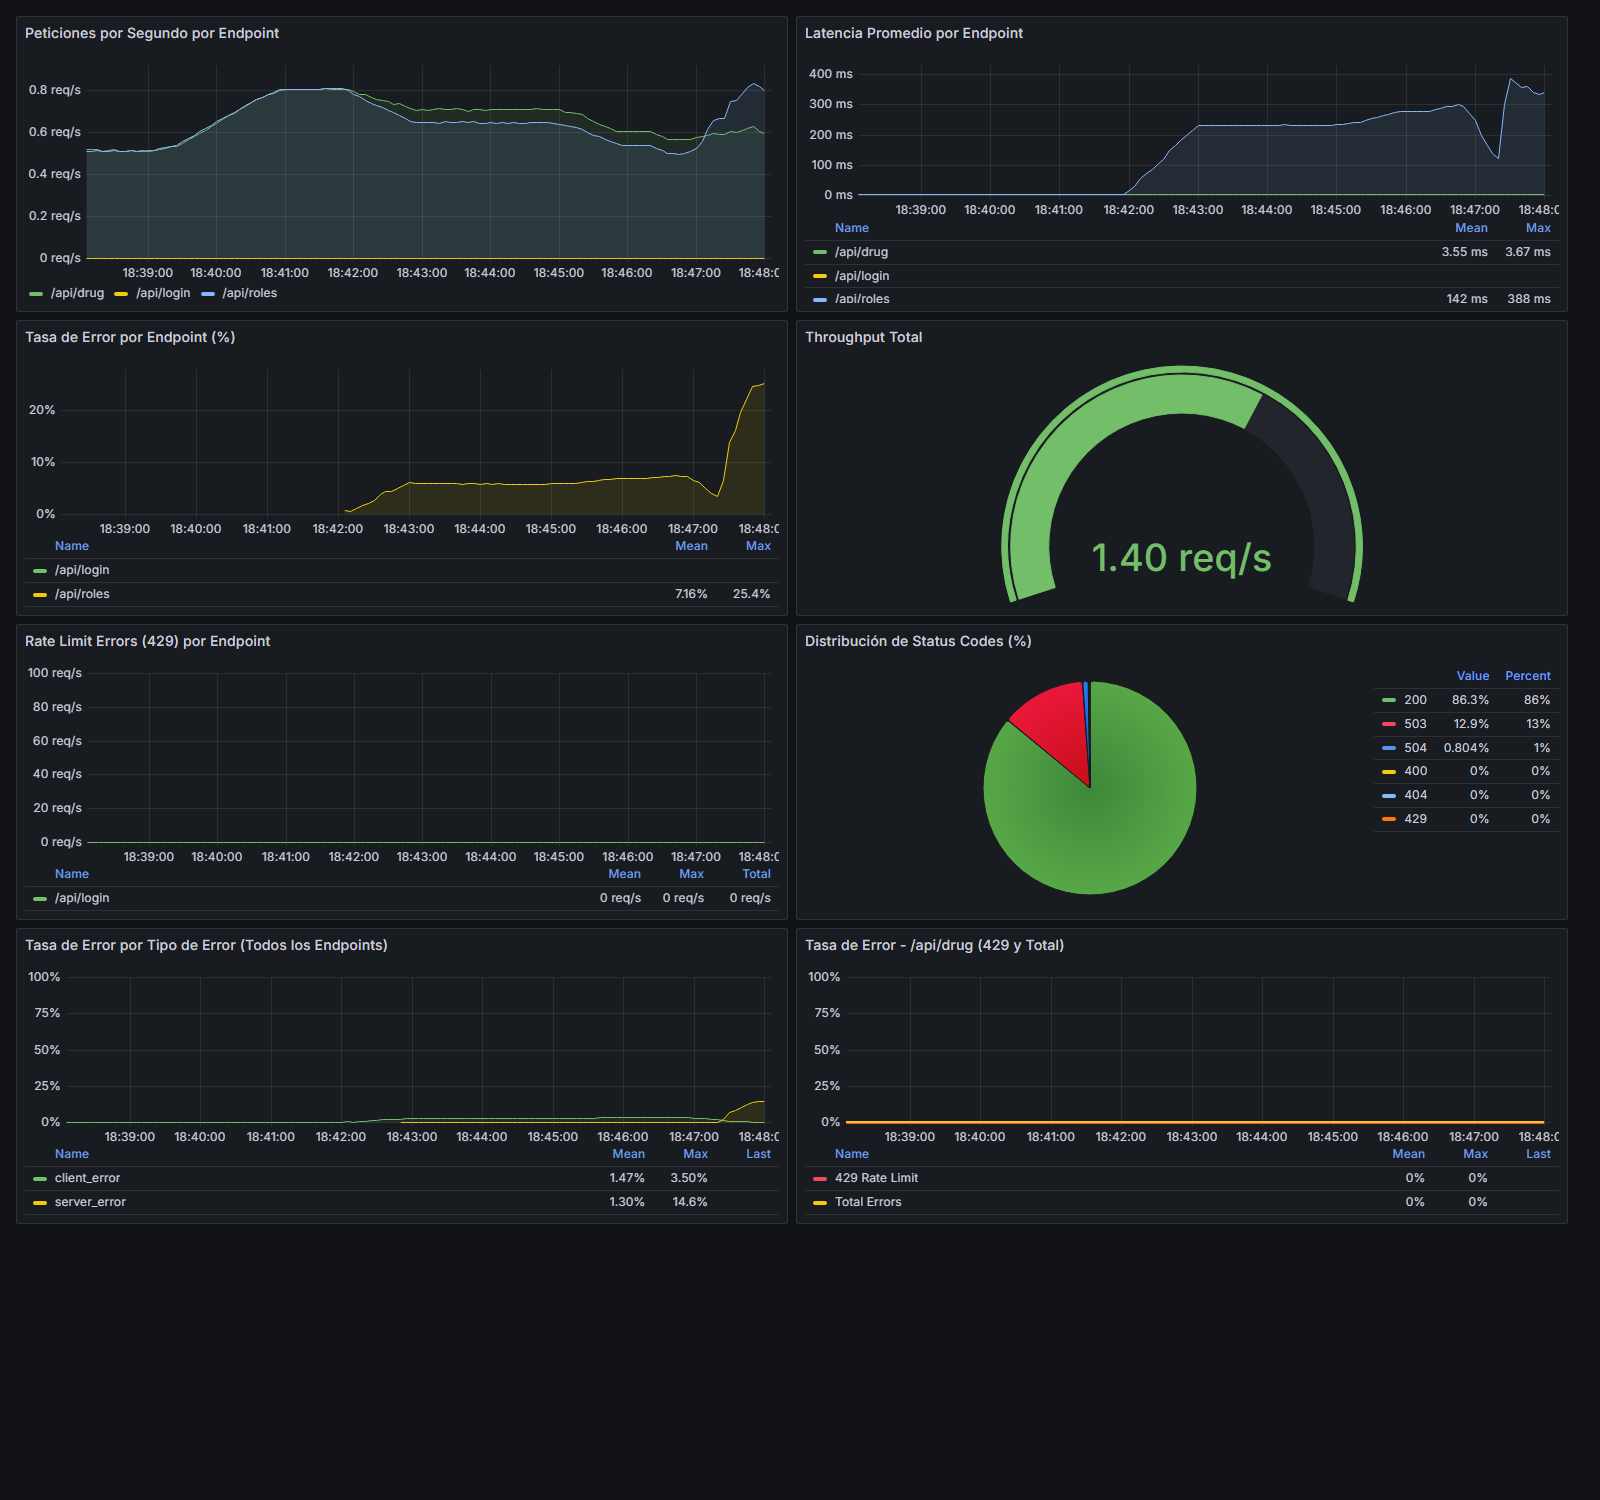 Peticiones por Segundo por Endpoint
0.8 req/s
0.6 req/s
0.4 req/s
0.2 req/s
0 req/s
18:39:00 18:40:00 18:41:00 18:42:00 18:43:00 18:44:00 18:45:00 18:46:00 18:47:00 18:48:0
/api/drug /api/login /api/roles
Latencia Promedio por Endpoint
400 ms
300 ms
200 ms
100 ms
0 ms
18:39:00 18:40:00 18:41:00 18:42:00 18:43:00 18:44:00 18:45:00 18:46:00 18:47:00 18:48:0
Name Mean Max
/api/drug 3.55 ms 3.67 ms
/api/login
/api/roles 142 ms 388 ms
Tasa de Error por Endpoint (%)
20%
10%
0%
18:39:00 18:40:00 18:41:00 18:42:00 18:43:00 18:44:00 18:45:00 18:46:00 18:47:00 18:48:0
Name Mean Max
/api/login
/api/roles 7.16% 25.4%
Throughput Total
1.40 req/s
Rate Limit Errors (429) por Endpoint
100 req/s
80 req/s
60 req/s
40 req/s
20 req/s
0 req/s
18:39:00 18:40:00 18:41:00 18:42:00 18:43:00 18:44:00 18:45:00 18:46:00 18:47:00 18:48:0
Name Mean Max Total
/api/login 0 req/s 0 req/s 0 req/s
Distribución de Status Codes (%)
Value Percent
200 86.3% 86%
503 12.9% 13%
504 0.804% 1%
400 0% 0%
404 0% 0%
429 0% 0%
Tasa de Error por Tipo de Error (Todos los Endpoints)
100%
75%
50%
25%
0%
18:39:00 18:40:00 18:41:00 18:42:00 18:43:00 18:44:00 18:45:00 18:46:00 18:47:00 18:48:0
Name Mean Max Last
client_error 1.47% 3.50%
server_error 1.30% 14.6%
Tasa de Error - /api/drug (429 y Total)
100%
75%
50%
25%
0%
18:39:00 18:40:00 18:41:00 18:42:00 18:43:00 18:44:00 18:45:00 18:46:00 18:47:00 18:48:0
Name Mean Max Last
429 Rate Limit 0% 0%
Total Errors 0% 0%